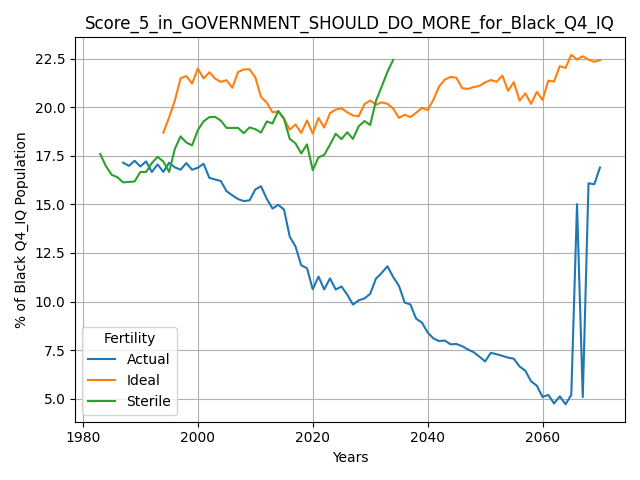 Score_5_in_GOVERNMENT_SHOULD_DO_MORE_for_Black_Q4_IQ
% of Black Q4_IQ Population
22.5
20.0
17.5
15.0
12.5
10.0
7.5
5.0
Fertility
Actual
Ideal
Sterile
1980
2000
2020
2040
2060
Years